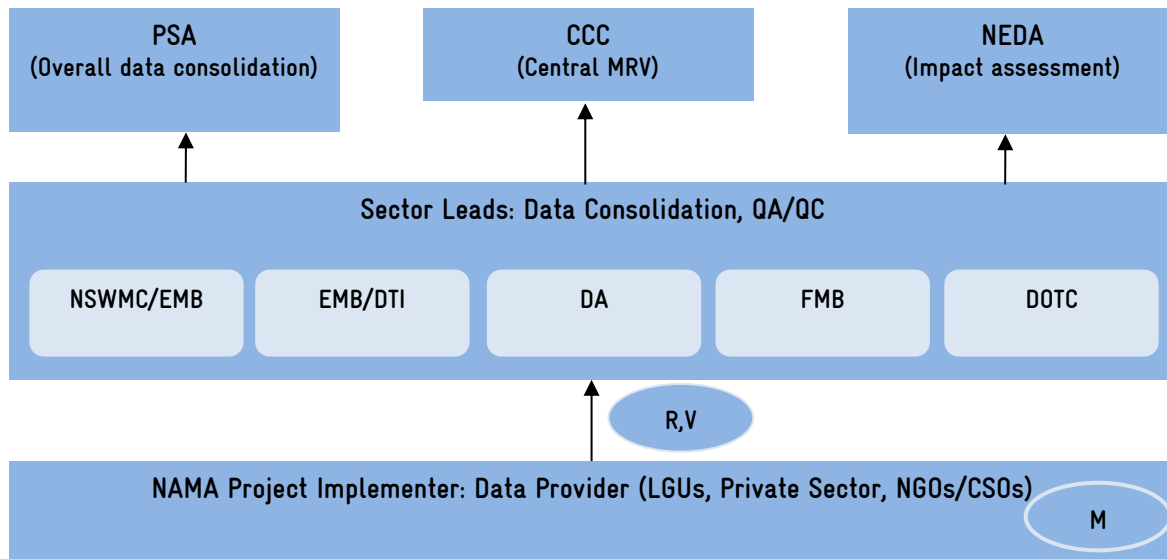 PSA
(Overall data consolidation)
CCC
(Central MRV)
NEDA
(Impact assessment)
Sector Leads: Data Consolidation, QA/QC
NSWMC/EMB
EMB/DTI
DA
FMB
DOTC
R,V
NAMA Project Implementer: Data Provider (LGUs, Private Sector, NGOs/CSOs)
M